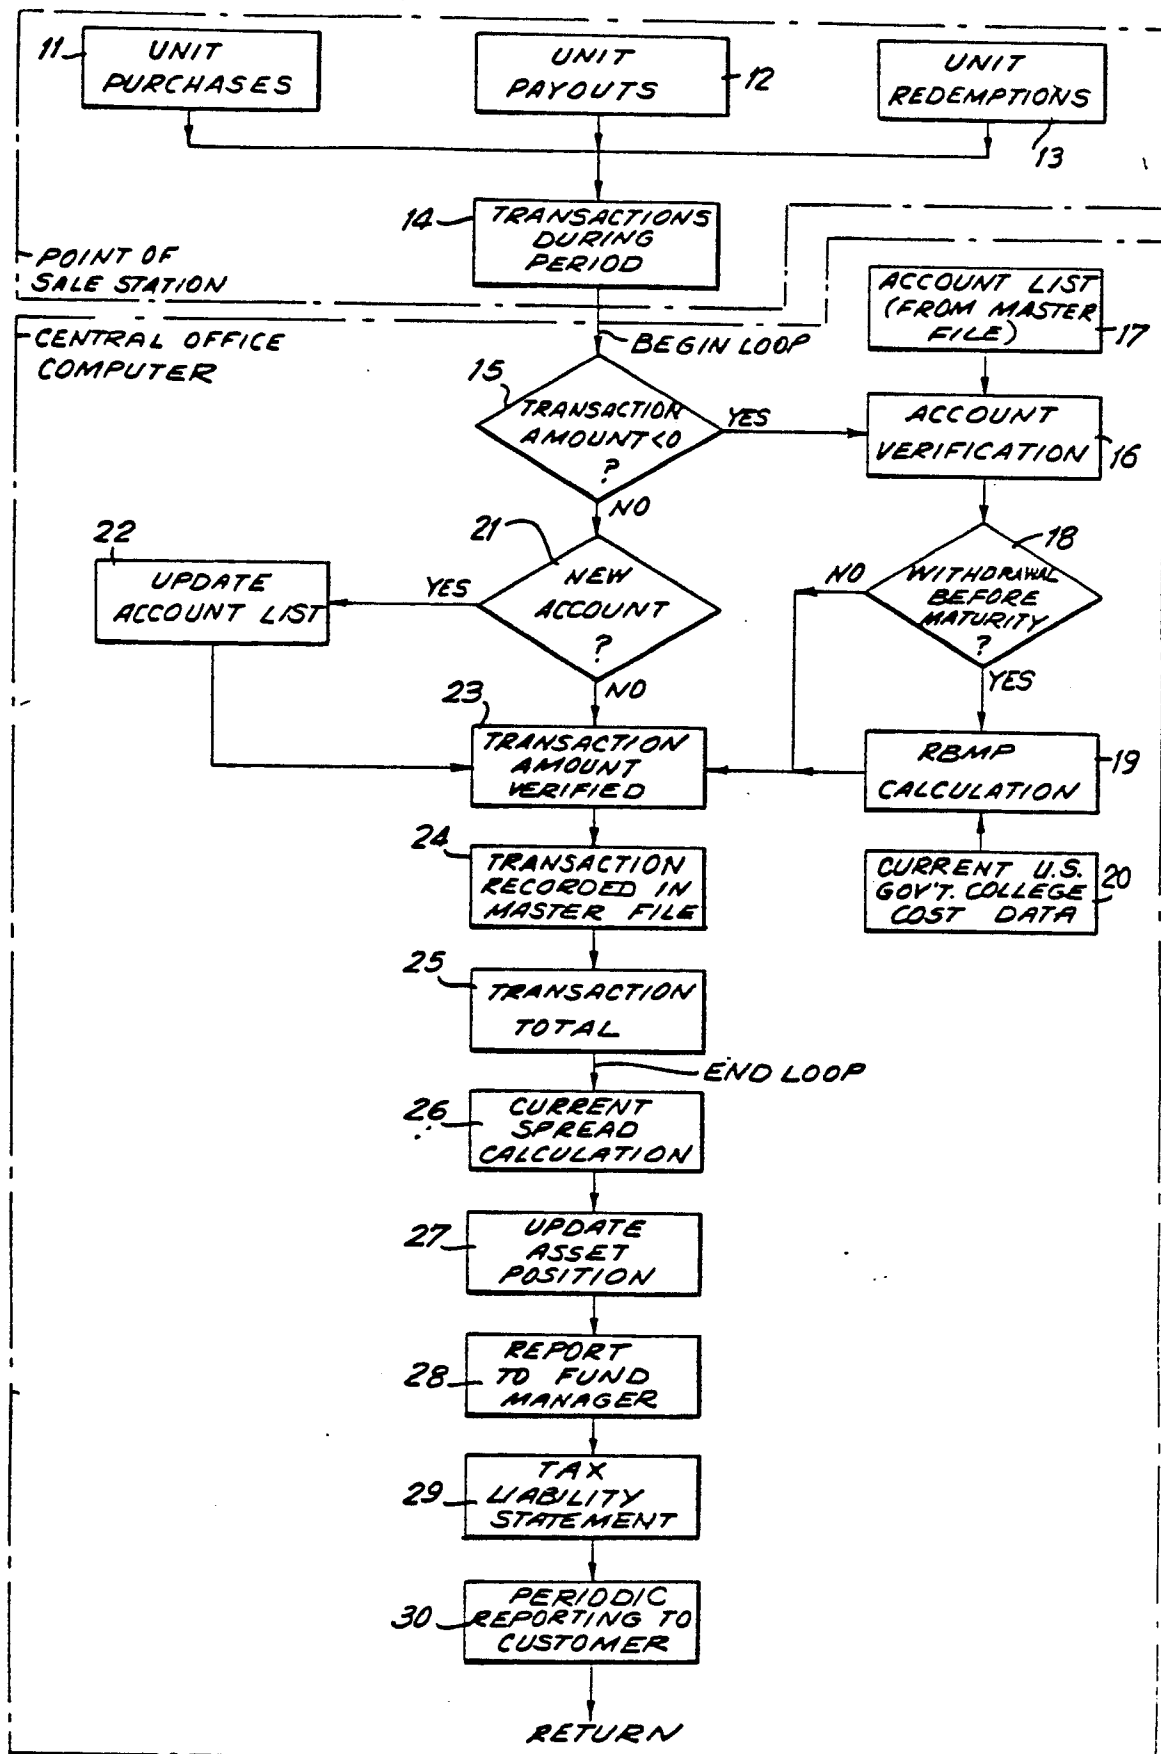 11
UNIT
PURCHASES
UNIT
PAYOUTS
12
UNIT
REDEMPTIONS
13
14
TRANSACTIONS
DURING
PERIOD
POINT OF
SALE STATION
CENTRAL OFFICE
COMPUTER
BEGIN LOOP
ACCOUNT LIST
(FROM MASTER
FILE)
17
15
TRANSACTION
AMOUNT<0
?
YES
NO
ACCOUNT
VERIFICATION
16
18
WITHDRAWAL
BEFORE
MATURITY
?
NO
YES
21
NEW
ACCOUNT
?
YES
NO
22
UPDATE
ACCOUNT LIST
23
TRANSACTION
AMOUNT
VERIFIED
RBMP
CALCULATION
19
CURRENT U.S.
GOV'T. COLLEGE
COST DATA
20
24
TRANSACTION
RECORDED IN
MASTER FILE
25
TRANSACTION
TOTAL
END LOOP
26
CURRENT
SPREAD
CALCULATION
27
UPDATE
ASSET
POSITION
28
REPORT
TO FUND
MANAGER
29
TAX
LIABILITY
STATEMENT
30
PERIODIC
REPORTING TO
CUSTOMER
RETURN